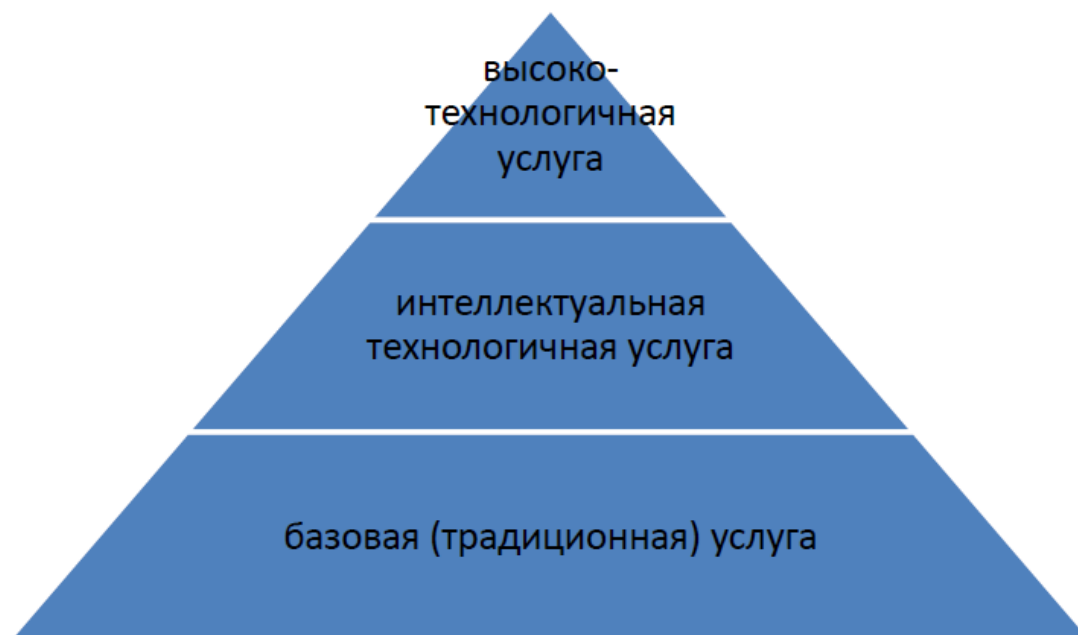 высоко-
технологичная
услуга
интеллектуальная
технологичная услуга
базовая (традиционная) услуга